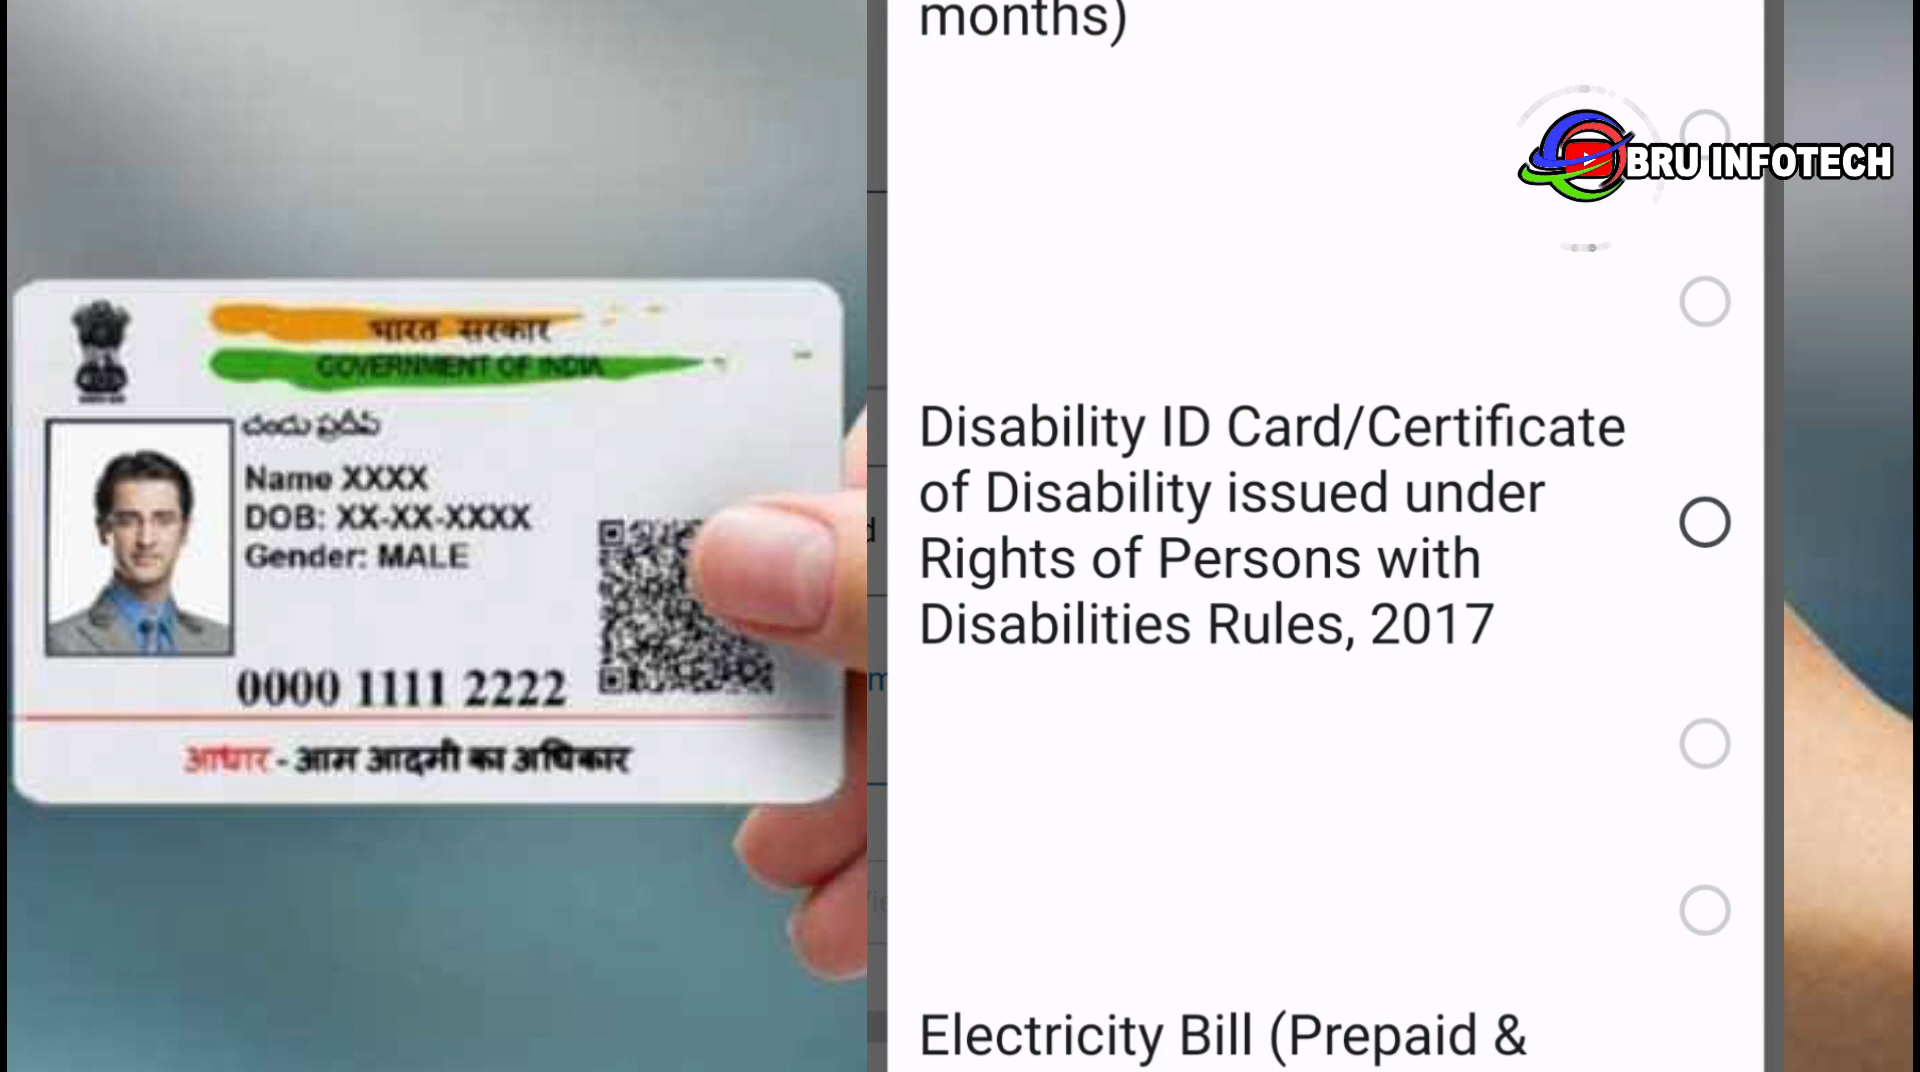 भारत सरकार
GOVERNMENT OF INDIA
చందు ప్రదీప్
Name XXXX
DOB: XX-XX-XXXX
Gender: MALE
0000 1111 2222
आधार - आम आदमी का अधिकार
months)
BRU INFOTECH
Disability ID Card/Certificate
of Disability issued under
Rights of Persons with
Disabilities Rules, 2017
Electricity Bill (Prepaid &